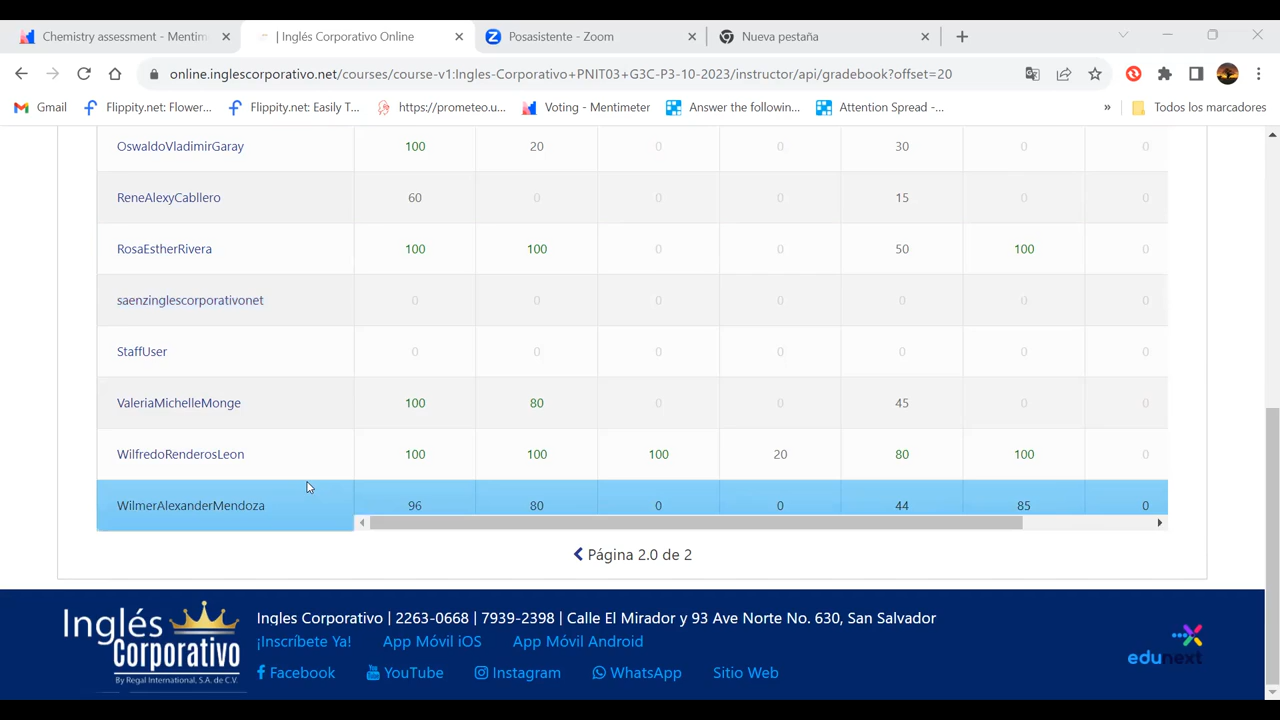 Chemistry assessment - Mentim
| Inglés Corporativo Online
Posasistente - Zoom
Nueva pestaña
online.inglescorporativo.net/courses/course-v1:Ingles-Corporativo+PNIT03+G3C-P3-10-2023/instructor/api/gradebook?offset=20
Gmail Flippity.net: Flower... Flippity.net: Easily T... https://prometeo.u... Voting - Mentimeter Answer the followin... Attention Spread -... » Todos los marcadores
OswaldoVladimirGaray 100 20 0 0 30 0 0
ReneAlexyCabllero 60 0 0 0 15 0 0
RosaEstherRivera 100 100 0 0 50 100 0
saenzinglescorporativonet 0 0 0 0 0 0 0
StaffUser 0 0 0 0 0 0 0
ValeriaMichelleMonge 100 80 0 0 45 0 0
WilfredoRenderosLeon 100 100 100 20 80 100 0
WilmerAlexanderMendoza 96 80 0 0 44 85 0
Página 2.0 de 2
Inglés Corporativo
By Regal International, S.A. de C.V.
Ingles Corporativo | 2263-0668 | 7939-2398 | Calle El Mirador y 93 Ave Norte No. 630, San Salvador
¡Inscríbete Ya! App Móvil iOS App Móvil Android
Facebook YouTube Instagram WhatsApp Sitio Web
edunext